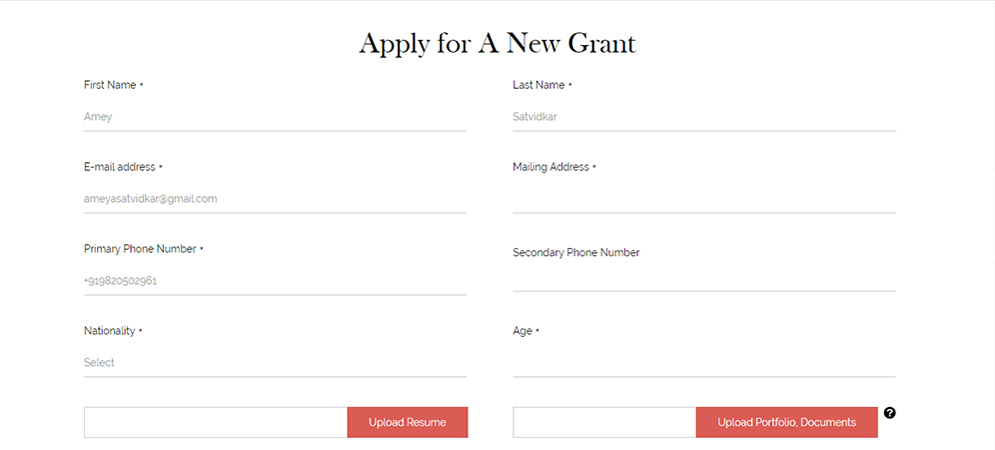 Apply for A New Grant
First Name *
Last Name *
Amey
Satvidkar
E-mail address *
Mailing Address *
ameyasatvidkar@gmail.com
Primary Phone Number *
Secondary Phone Number
+919820502961
Nationality *
Age *
Select
Upload Resume
Upload Portfolio, Documents
?